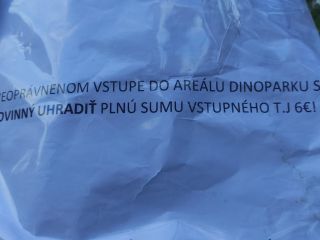 EOPRÁVNENOM VSTUPE DO AREÁLU DINOPARKU S
OVINNÝ UHRADIŤ PLNÚ SUMU VSTUPNÉHO T.J 6€!